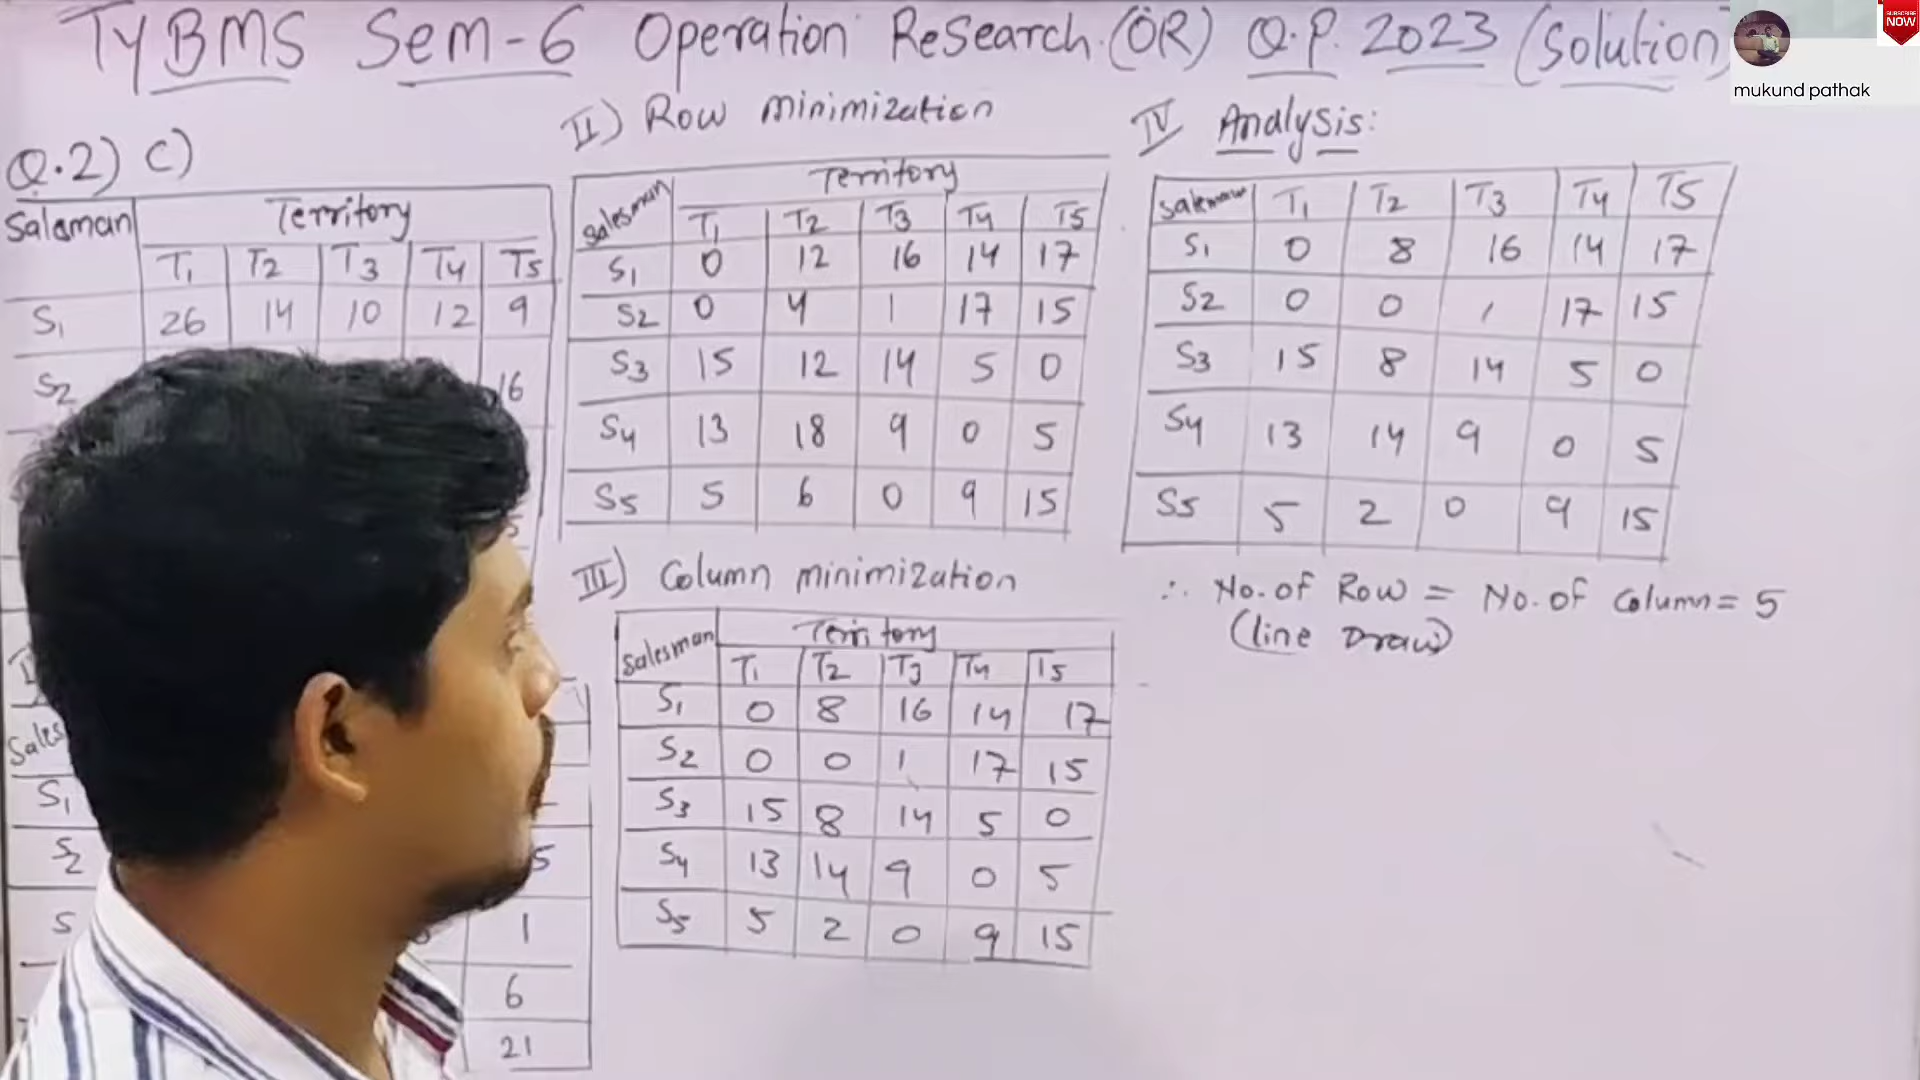 TyBMS Sem-6 Operation ReSearch.(OR) Q.P. 2023 (Solution)
SUBSCRIBE NOW
mukund pathak
Q.2) C)
Salesman Territory
T1 T2 T3 T4 T5
S1 26 14 10 12 9
S2 16
Sales
S1
S2 5
S 1
6
21
II) Row minimization
Salesman Territory
T1 T2 T3 T4 T5
S1 0 12 16 14 17
S2 0 4 1 17 15
S3 15 12 14 5 0
S4 13 18 9 0 5
S5 5 6 0 9 15
III) Column minimization
Salesman Territory
T1 T2 T3 T4 T5
S1 0 8 16 14 17
S2 0 0 1 17 15
S3 15 8 14 5 0
S4 13 14 9 0 5
S5 5 2 0 9 15
IV Analysis:
Salesman T1 T2 T3 T4 T5
S1 0 8 16 14 17
S2 0 0 1 17 15
S3 15 8 14 5 0
S4 13 14 9 0 5
S5 5 2 0 9 15
∴ No. of Row = No. of Column = 5
(line Draw)